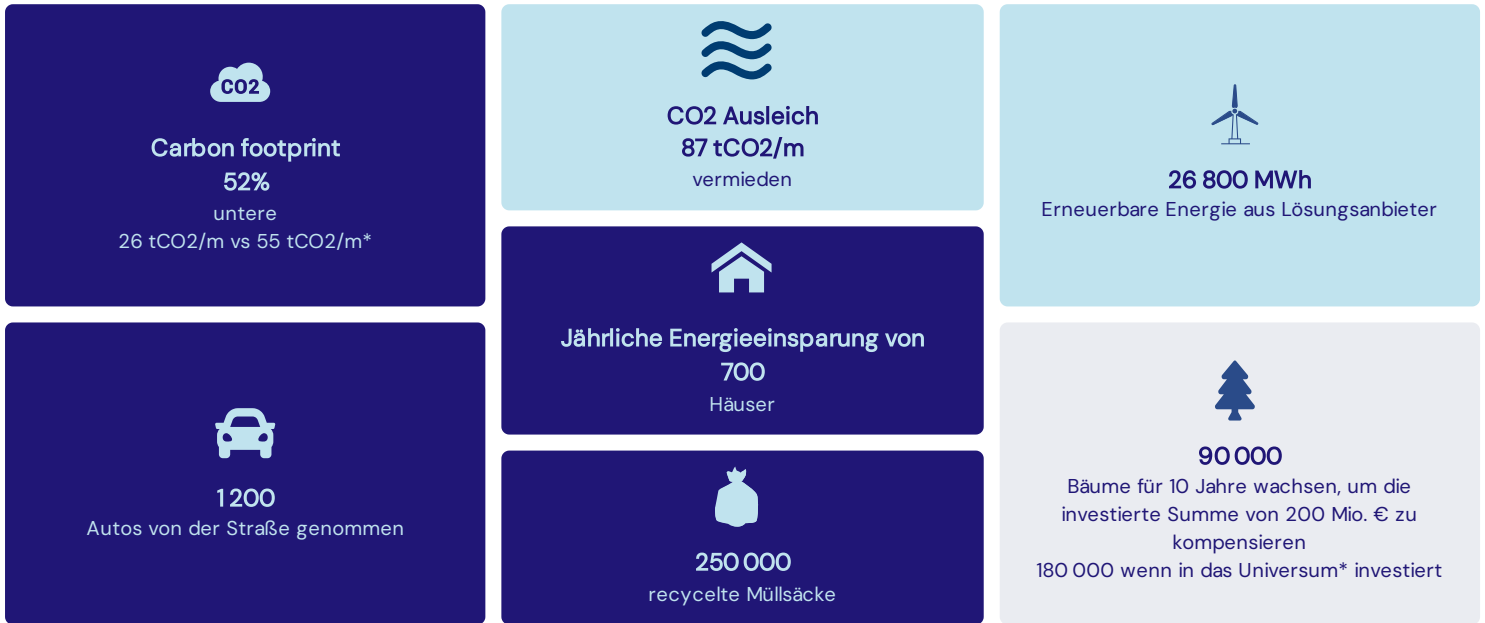 CO2
Carbon footprint
52%
untere
26 tCO2/m vs 55 tCO2/m*
1 200
Autos von der Straße genommen
CO2 Ausleich
87 tCO2/m
vermieden
Jährliche Energieeinsparung von
700
Häuser
250 000
recycelte Müllsäcke
26 800 MWh
Erneuerbare Energie aus Lösungsanbieter
90 000
Bäume für 10 Jahre wachsen, um die
investierte Summe von 200 Mio. € zu
kompensieren
180 000 wenn in das Universum* investiert